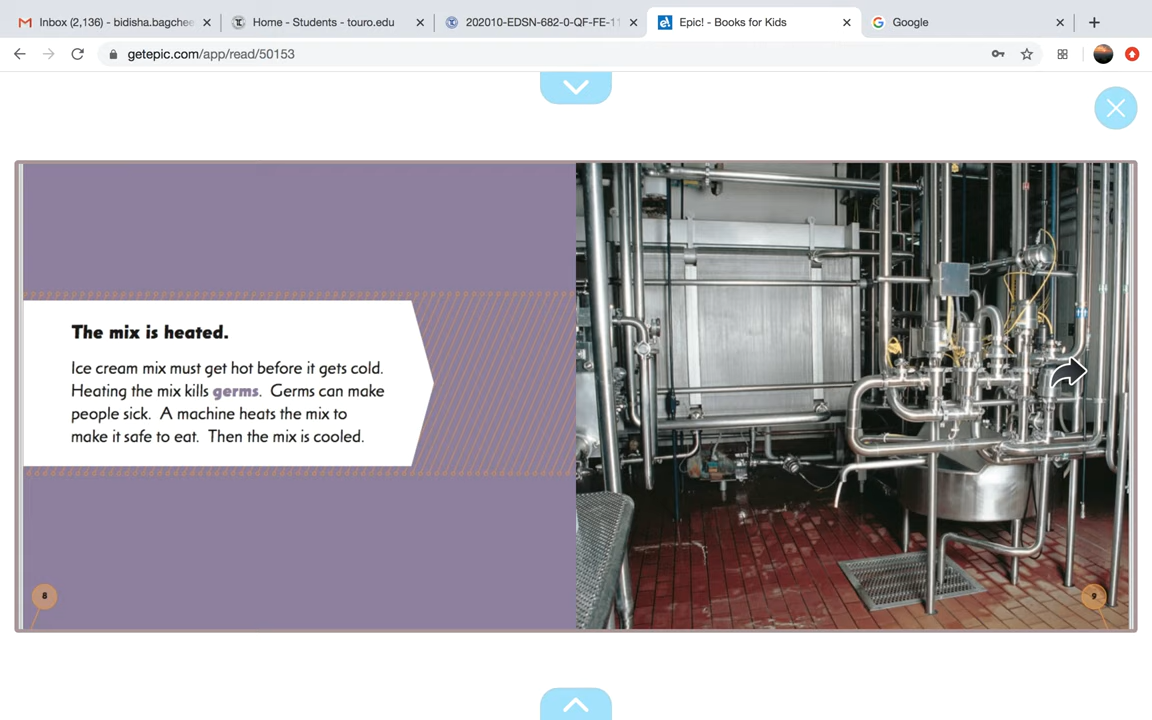 Inbox (2,136) - bidisha.bagchee
Home - Students - touro.edu
202010-EDSN-682-0-QF-FE-11
Epic! - Books for Kids
Google
getepic.com/app/read/50153
The mix is heated.
Ice cream mix must get hot before it gets cold.
Heating the mix kills germs. Germs can make
people sick. A machine heats the mix to
make it safe to eat. Then the mix is cooled.
8
9